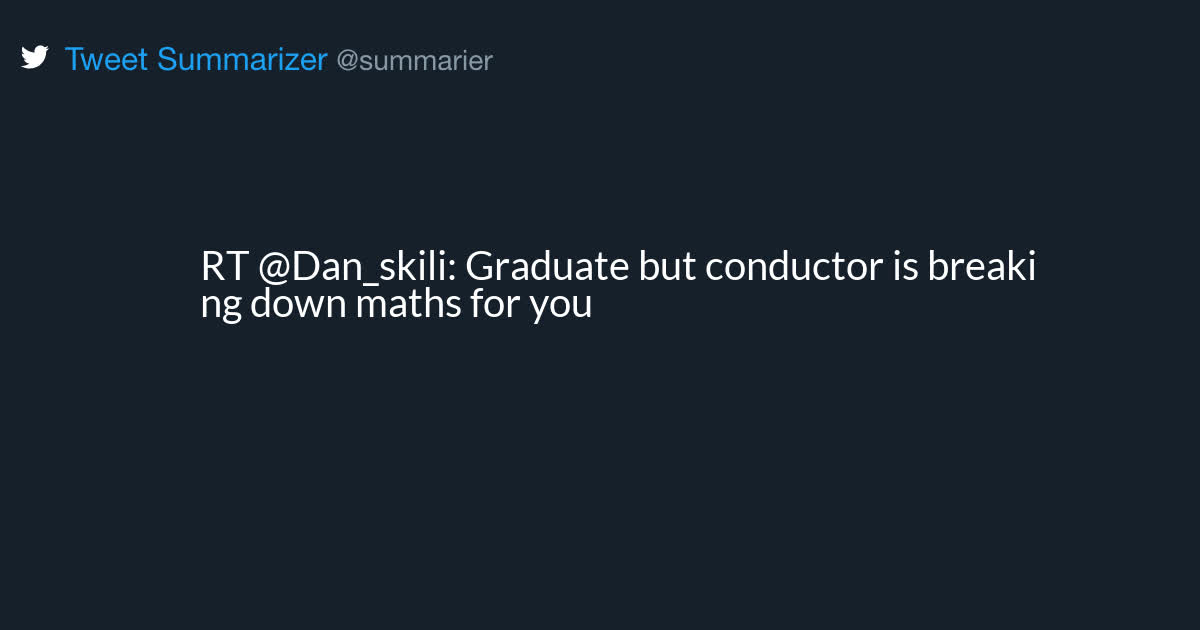 Tweet Summarizer @summarier
RT @Dan_skili: Graduate but conductor is breaki
ng down maths for you